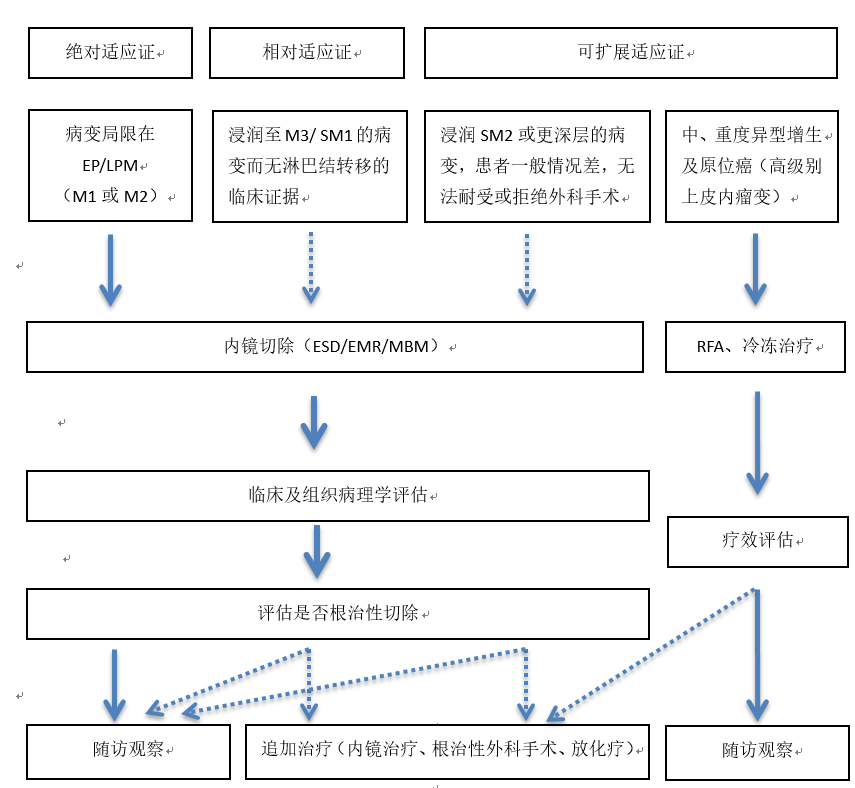 绝对适应证
相对适应证
可扩展适应证
病变局限在
EP/LPM
（M1 或 M2）
浸润至 M3/ SM1 的病
变而无淋巴结转移的
临床证据
浸润 SM2 或更深层的病
变，患者一般情况差，无
法耐受或拒绝外科手术
中、重度异型增生
及原位癌（高级别
上皮内瘤变）
内镜切除（ESD/EMR/MBM）
RFA、冷冻治疗
临床及组织病理学评估
疗效评估
评估是否根治性切除
随访观察
追加治疗（内镜治疗、根治性外科手术、放化疗）
随访观察